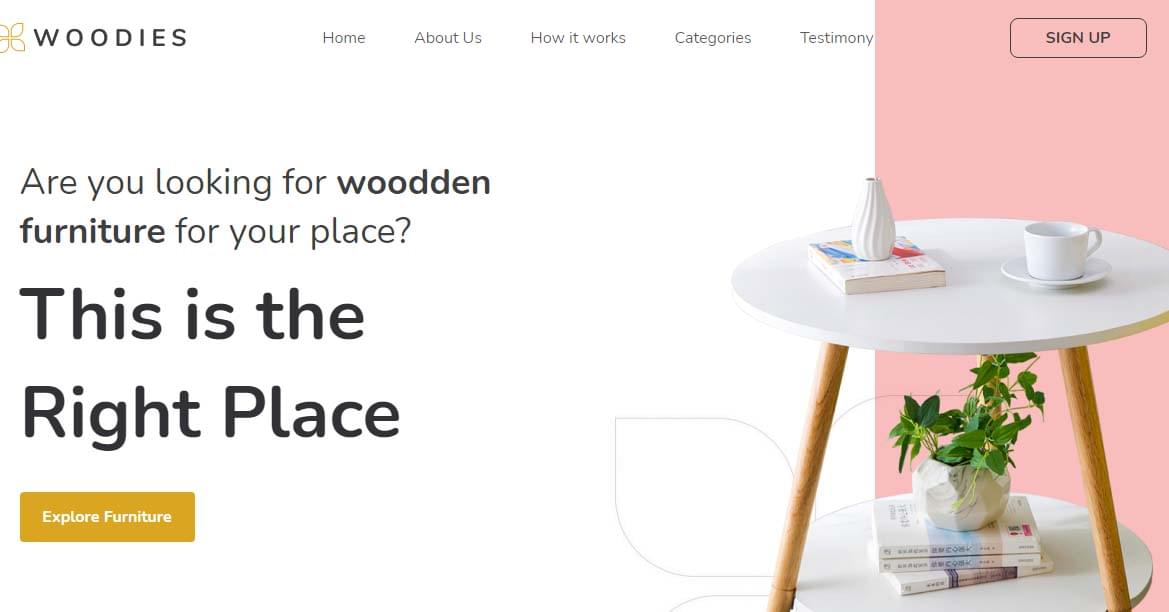 WOODIES
Home About Us How it works Categories Testimony
SIGN UP
Are you looking for woodden
furniture for your place?
This is the
Right Place
Explore Furniture